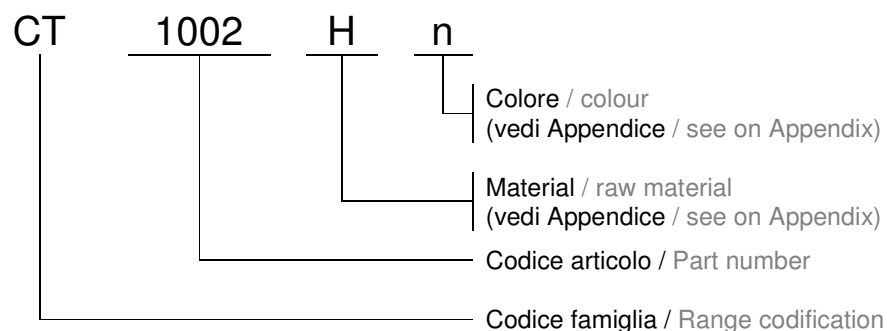 CT 1002 H n
Colore / colour
(vedi Appendice / see on Appendix)
Material / raw material
(vedi Appendice / see on Appendix)
Codice articolo / Part number
Codice famiglia / Range codification